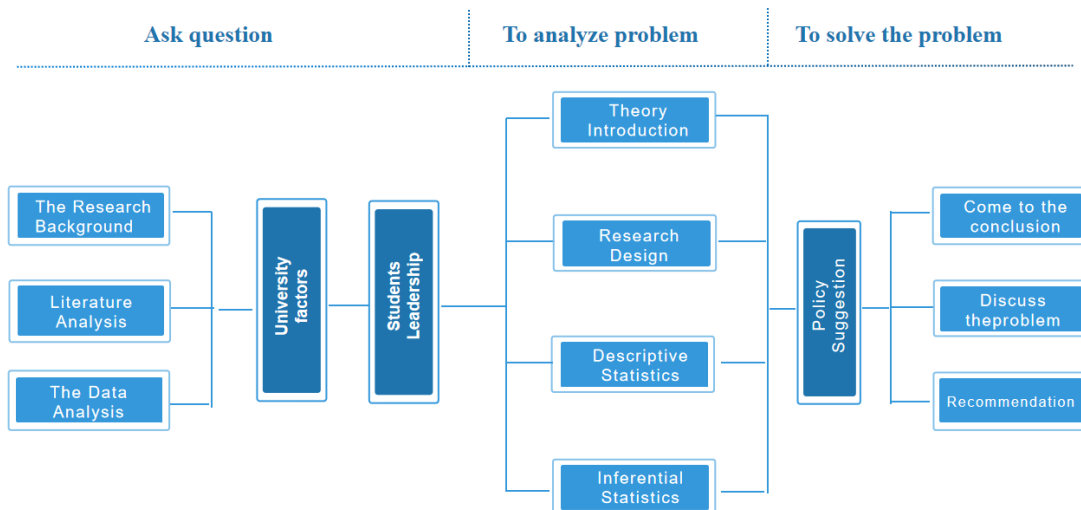 Ask question
To analyze problem
To solve the problem
The Research
Background
Literature
Analysis
The Data
Analysis
University
factors
Students
Leadership
Theory
Introduction
Research
Design
Descriptive
Statistics
Inferential
Statistics
Policy
Suggestion
Come to the
conclusion
Discuss
theproblem
Recommendation